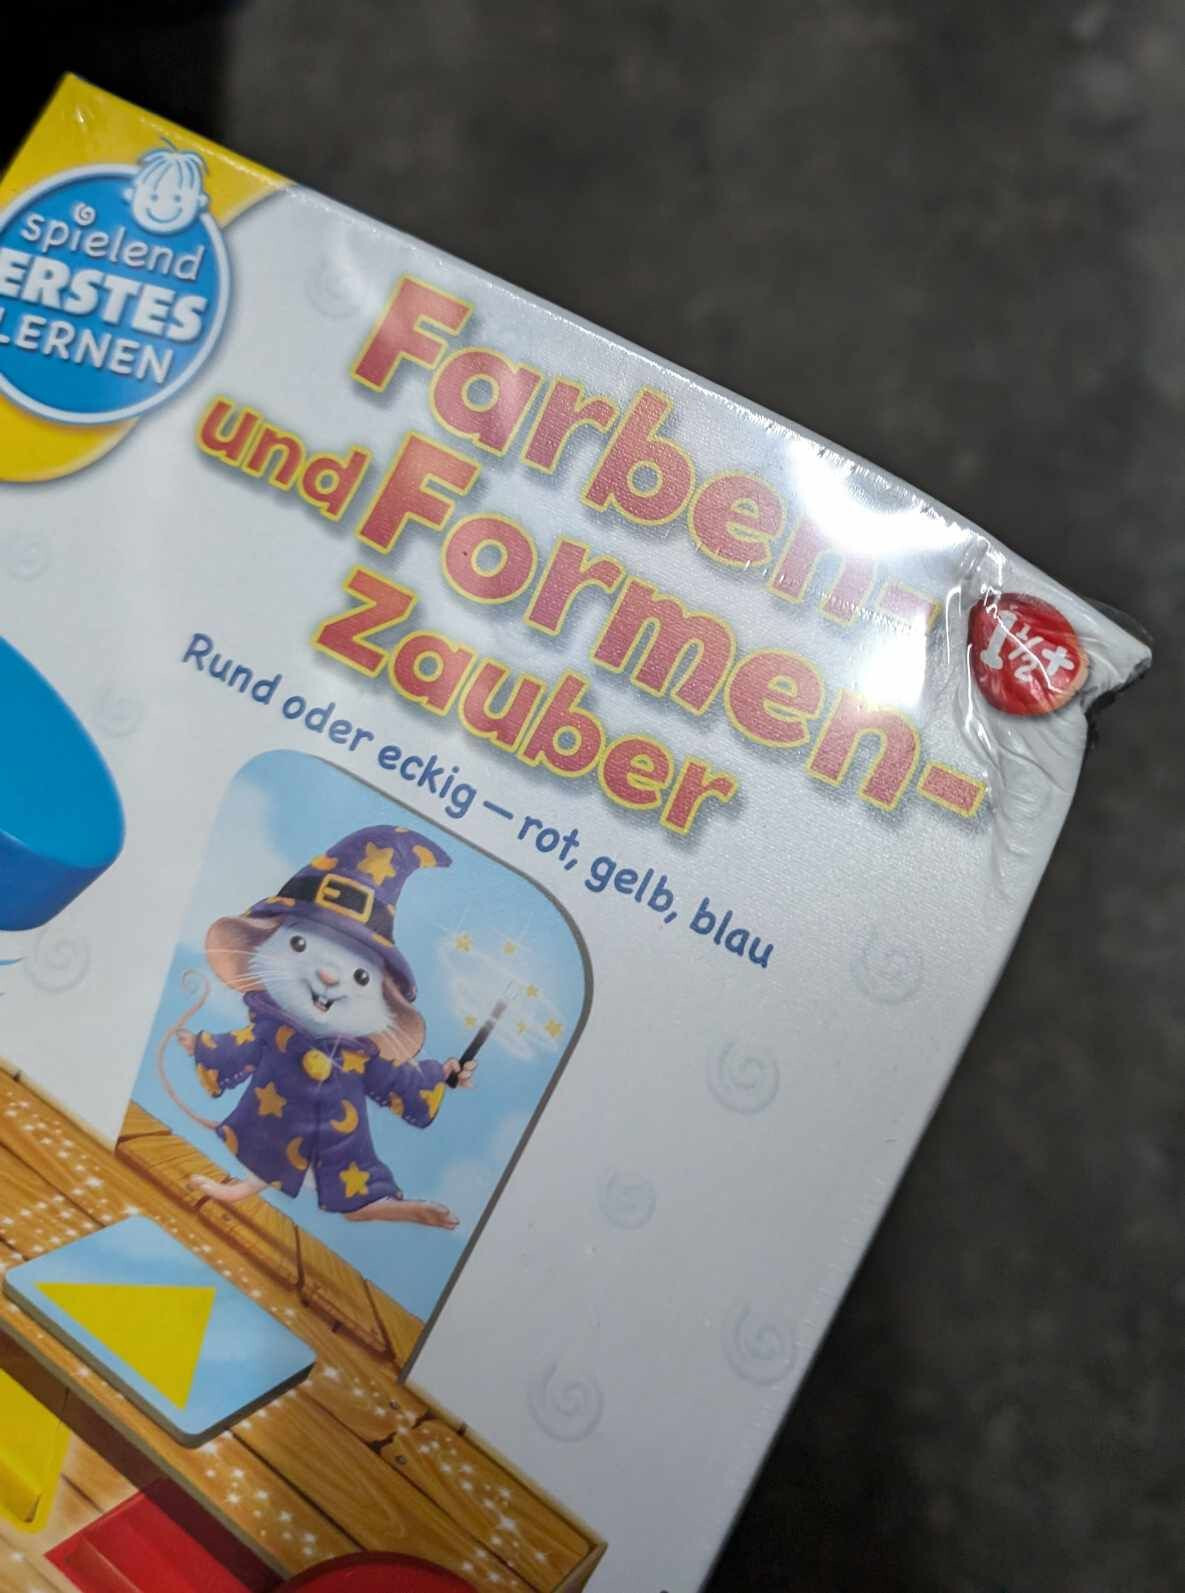 spielend
ERSTES
LERNEN
Farben-
und Formen-
Zauber
1½+
Rund oder eckig – rot, gelb, blau